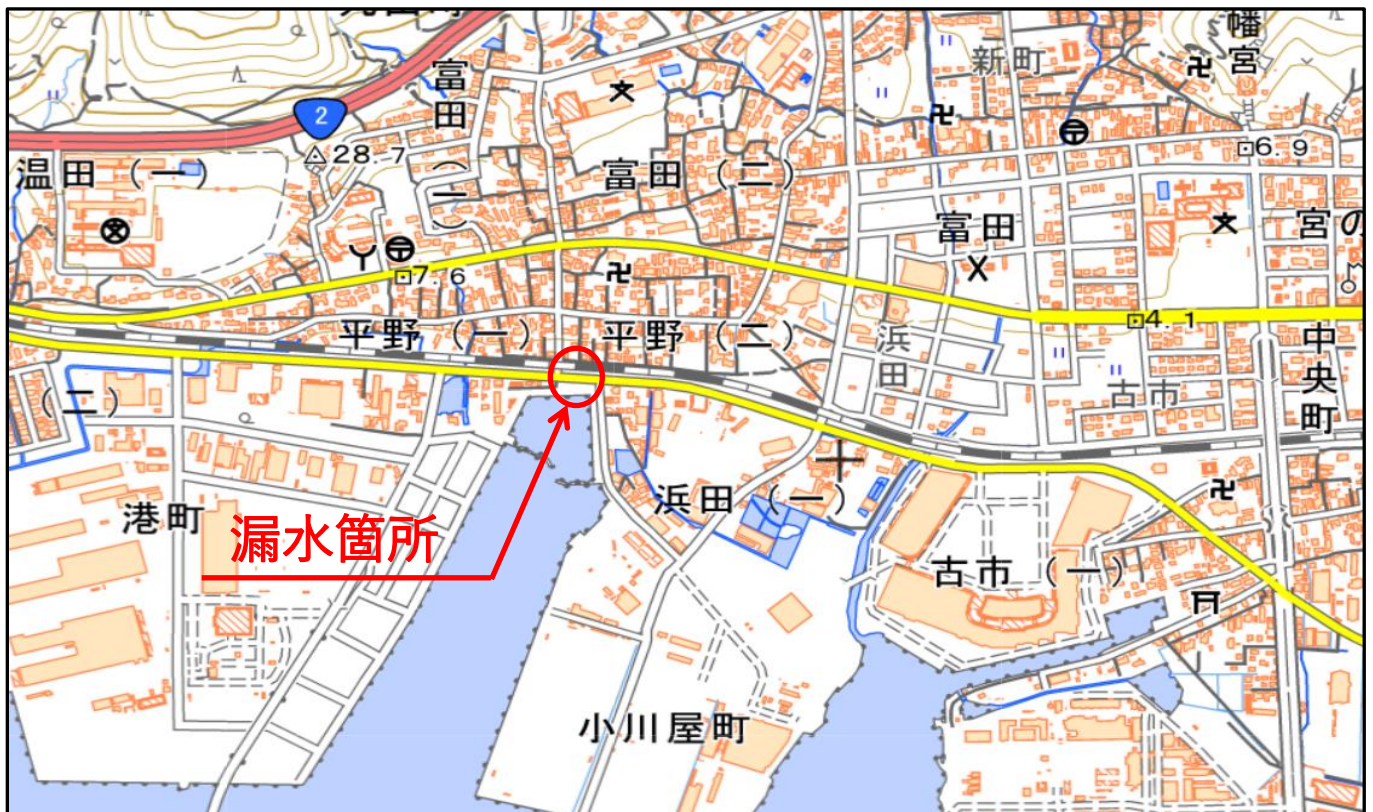 幡宮
新町
富田(一)
2
28.7
6.9
温田(一)
富田(二)
富田
宮の
7.6
4.1
平野(一)
平野(二)
浜田
中央町
(二)
古市
港町
浜田(一)
漏水箇所
古市(一)
小川屋町